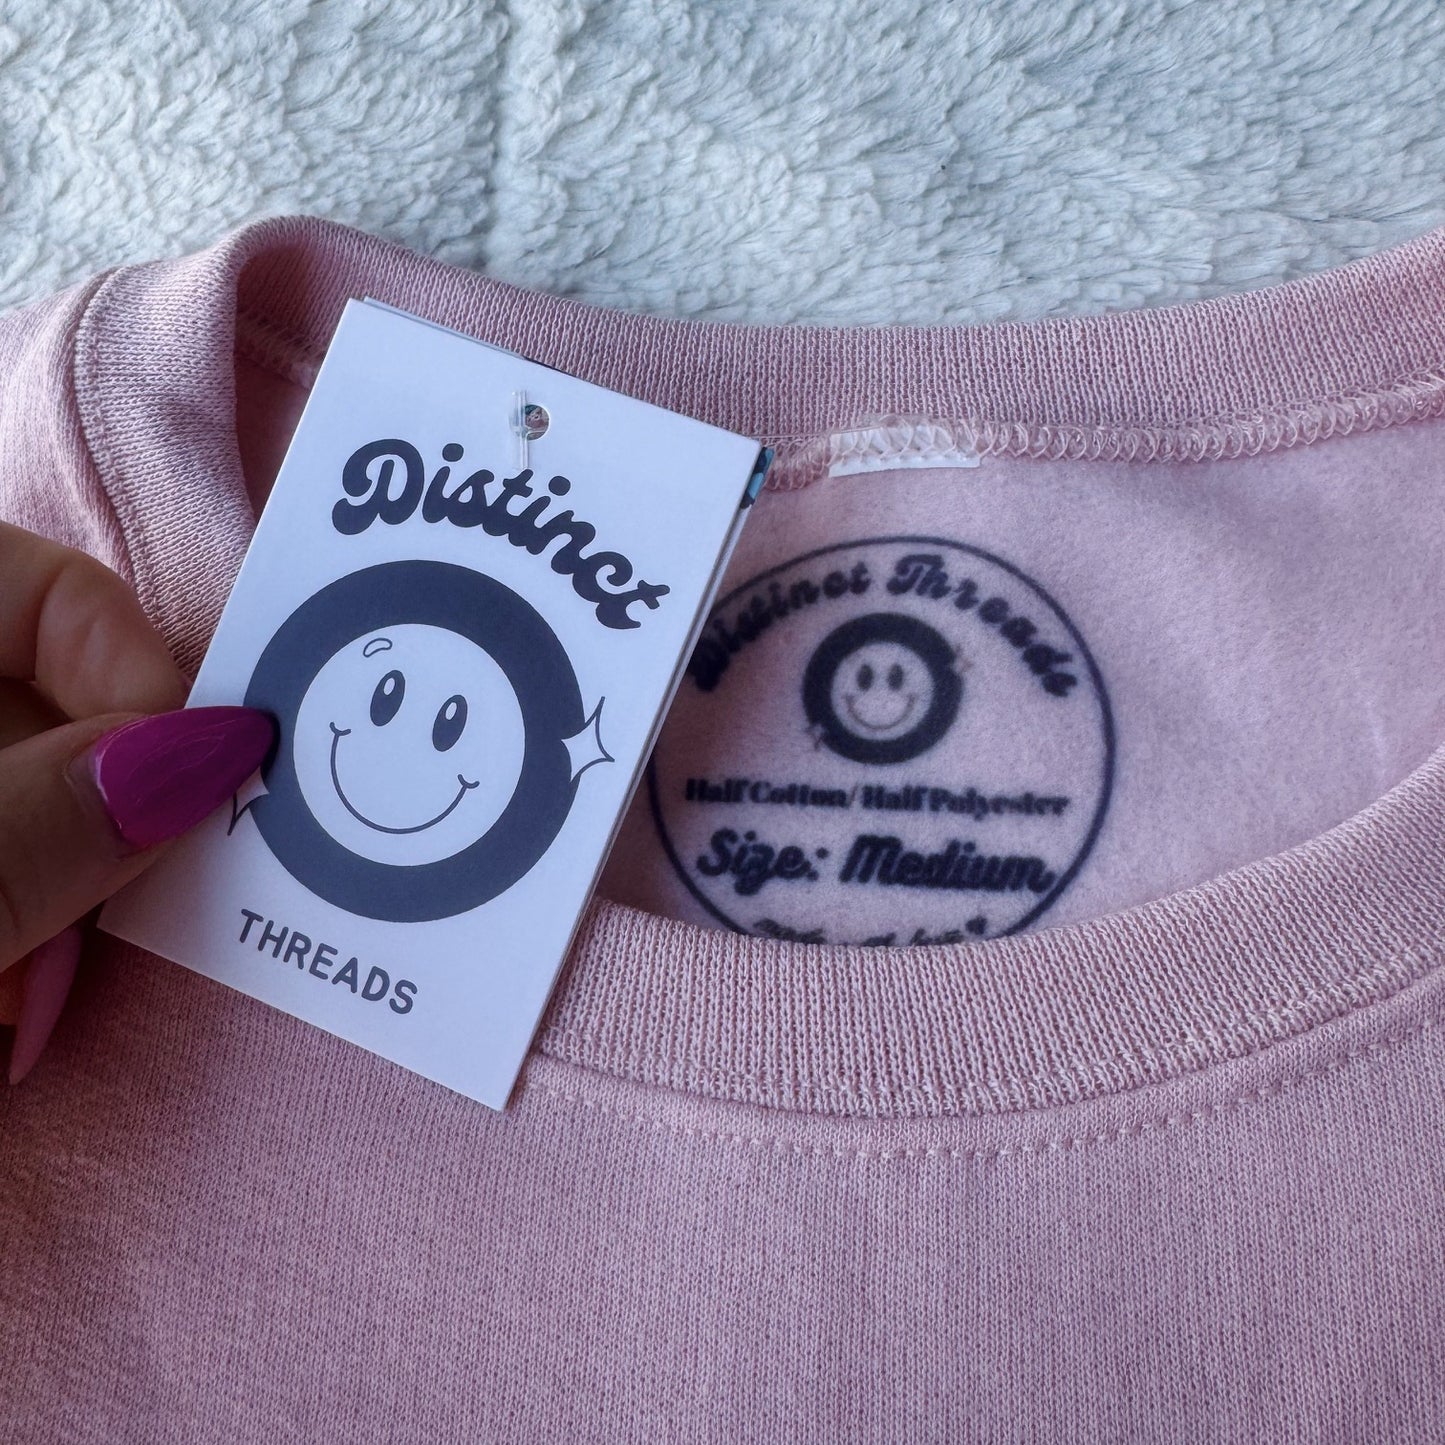 Distinct
THREADS
Distinct Threads
Half Cotton/Half Polyester
Size: Medium